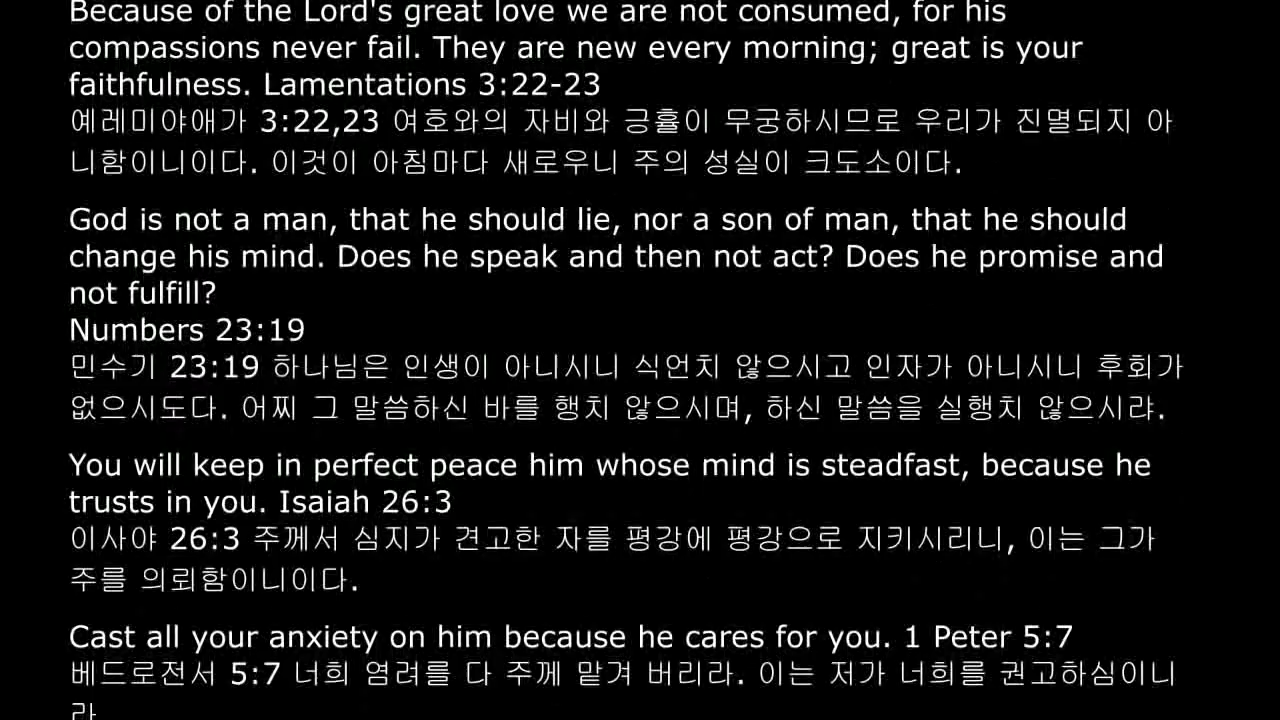 Because of the Lord's great love we are not consumed, for his
compassions never fail. They are new every morning; great is your
faithfulness. Lamentations 3:22-23
예레미야애가 3:22,23 여호와의 자비와 긍휼이 무궁하시므로 우리가 진멸되지 아
니함이니이다. 이것이 아침마다 새로우니 주의 성실이 크도소이다.
God is not a man, that he should lie, nor a son of man, that he should
change his mind. Does he speak and then not act? Does he promise and
not fulfill?
Numbers 23:19
민수기 23:19 하나님은 인생이 아니시니 식언치 않으시고 인자가 아니시니 후회가
없으시도다. 어찌 그 말씀하신 바를 행치 않으시며, 하신 말씀을 실행치 않으시랴.
You will keep in perfect peace him whose mind is steadfast, because he
trusts in you. Isaiah 26:3
이사야 26:3 주께서 심지가 견고한 자를 평강에 평강으로 지키시리니, 이는 그가
주를 의뢰함이니이다.
Cast all your anxiety on him because he cares for you. 1 Peter 5:7
베드로전서 5:7 너희 염려를 다 주께 맡겨 버리라. 이는 저가 너희를 권고하심이니
라